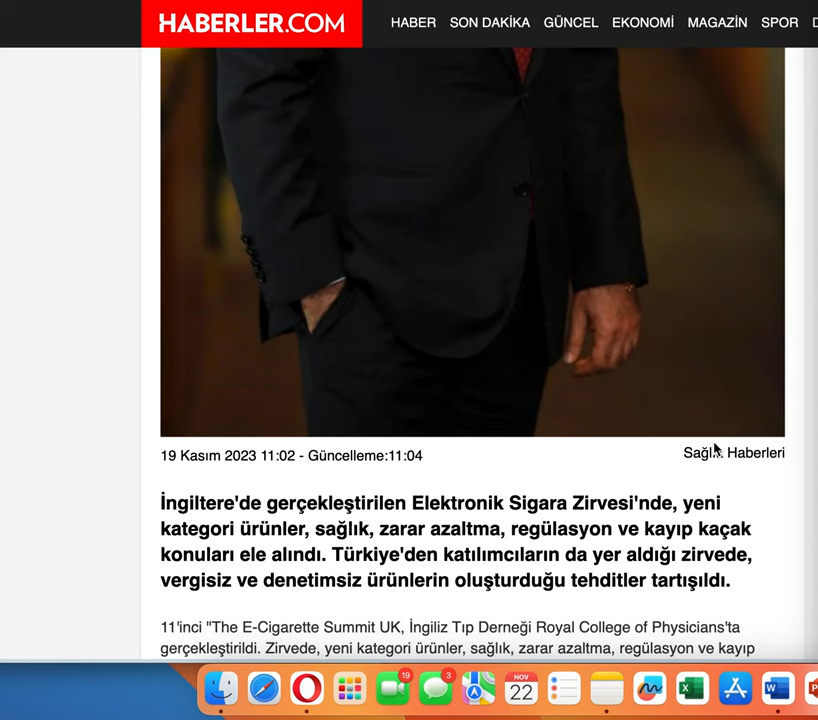 HABERLER.COM
HABER SON DAKİKA GÜNCEL EKONOMİ MAGAZİN SPOR
19 Kasım 2023 11:02 - Güncelleme:11:04
Haberleri
İngiltere'de gerçekleştirilen Elektronik Sigara Zirvesi'nde, yeni
kategori ürünler, sağlık, zarar azaltma, regülasyon ve kayıp kaçak
konuları ele alındı. Türkiye'den katılımcıların da yer aldığı zirvede,
vergisiz ve denetimsiz ürünlerin oluşturduğu tehditler tartışıldı.
11'inci "The E-Cigarette Summit UK, İngiliz Tıp Derneği Royal College of Physicians'ta
gerçekleştirildi. Zirvede, yeni kategori ürünler, sağlık, zarar azaltma, regülasyon ve kayıp
19
3
NOV
22
X
W
P